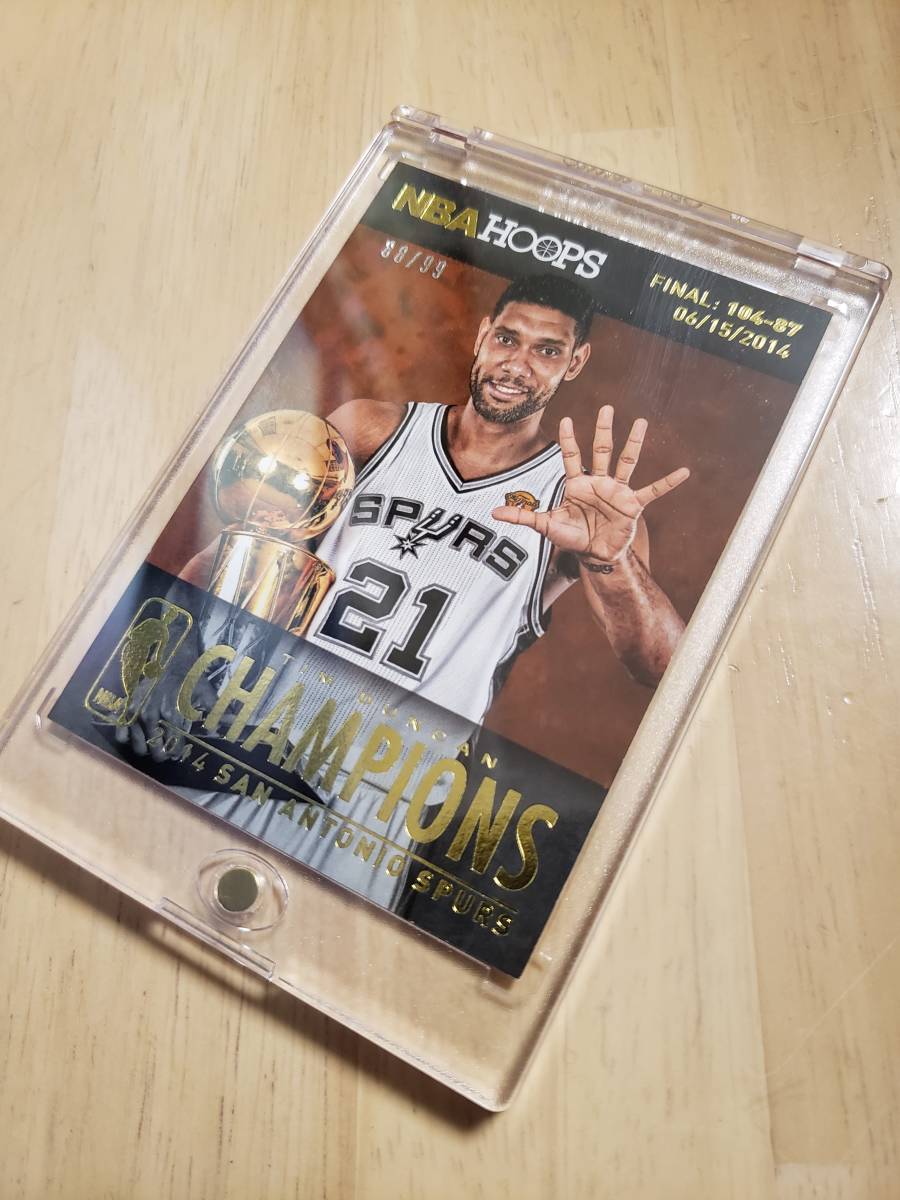 NBA HOOPS
88/99
FINAL: 104-87
06/15/2014
SPURS
21
TIM DUNCAN
NBA
CHAMPIONS
2014 SAN ANTONIO SPURS